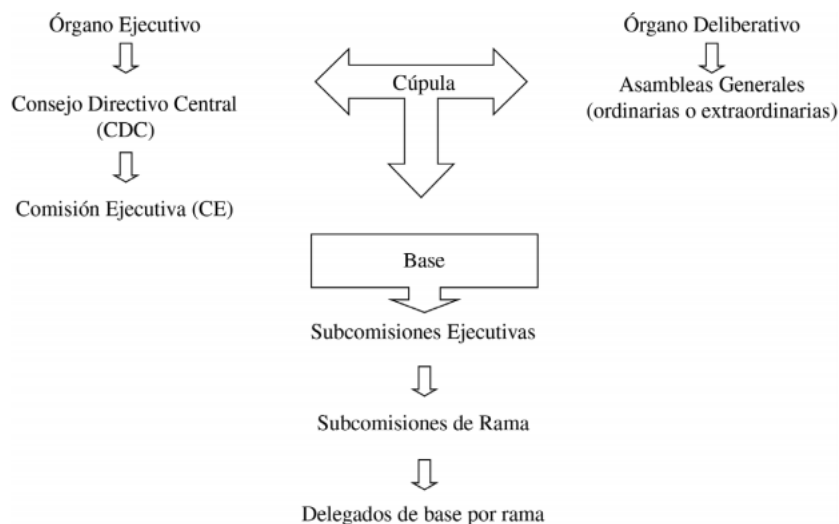 Órgano Ejecutivo
Consejo Directivo Central
(CDC)
Comisión Ejecutiva (CE)
Cúpula
Órgano Deliberativo
Asambleas Generales
(ordinarias o extraordinarias)
Base
Subcomisiones Ejecutivas
Subcomisiones de Rama
Delegados de base por rama